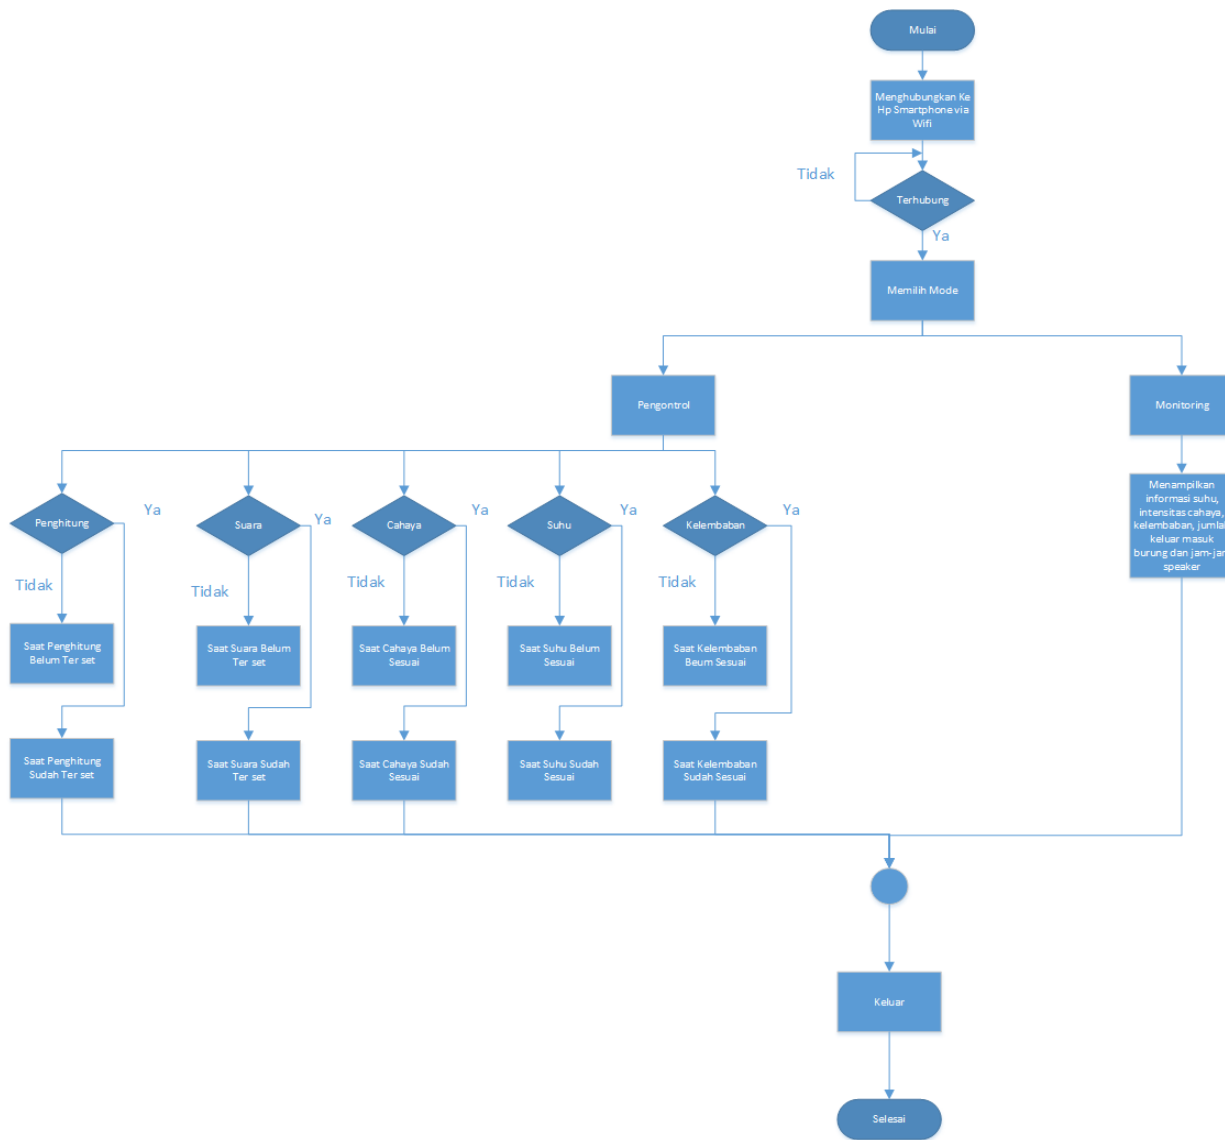 Mulai
Menghubungkan Ke
Hp Smartphone via
Wifi
Tidak
Terhubung
Ya
Memilih Mode
Pengontrol
Monitoring
Menampilkan
informasi suhu,
intensitas cahaya,
kelembaban, jumlah
keluar masuk
burung dan jam-jam
speaker
Penghitung
Ya
Suara
Ya
Cahaya
Ya
Suhu
Ya
Kelembaban
Ya
Tidak
Tidak
Tidak
Tidak
Tidak
Saat Penghitung
Belum Ter set
Saat Suara Belum
Ter set
Saat Cahaya Belum
Sesuai
Saat Suhu Belum
Sesuai
Saat Kelembaban
Beum Sesuai
Saat Penghitung
Sudah Ter set
Saat Suara Sudah
Ter set
Saat Cahaya Sudah
Sesuai
Saat Suhu Sudah
Sesuai
Saat Kelembaban
Sudah Sesuai
Keluar
Selesai